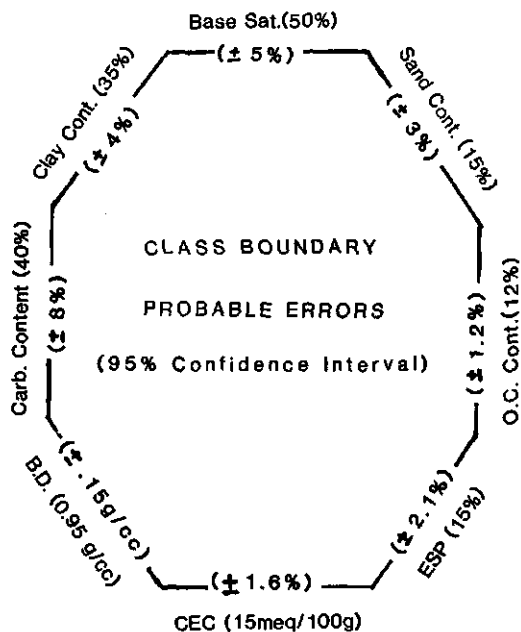 Base Sat.(50%)
(± 5%)
Sand Cont. (15%)
(± 3%)
O.C. Cont.(12%)
(± 1.2%)
ESP (15%)
(± 2.1%)
CEC (15meq/100g)
(±1.6%)
B.D. (0.95 g/cc)
(± .15g/cc)
Carb. Content (40%)
(± 8%)
Clay Cont. (35%)
(± 4%)
CLASS BOUNDARY
PROBABLE ERRORS
(95% Confidence Interval)